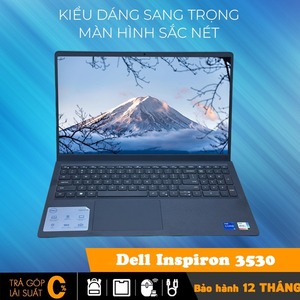 KIỂU DÁNG SANG TRỌNG
MÀN HÌNH SẮC NÉT
Dell Inspiron 3530
TRẢ GÓP
LÃI SUẤT
0%
Bảo hành 12 THÁNG